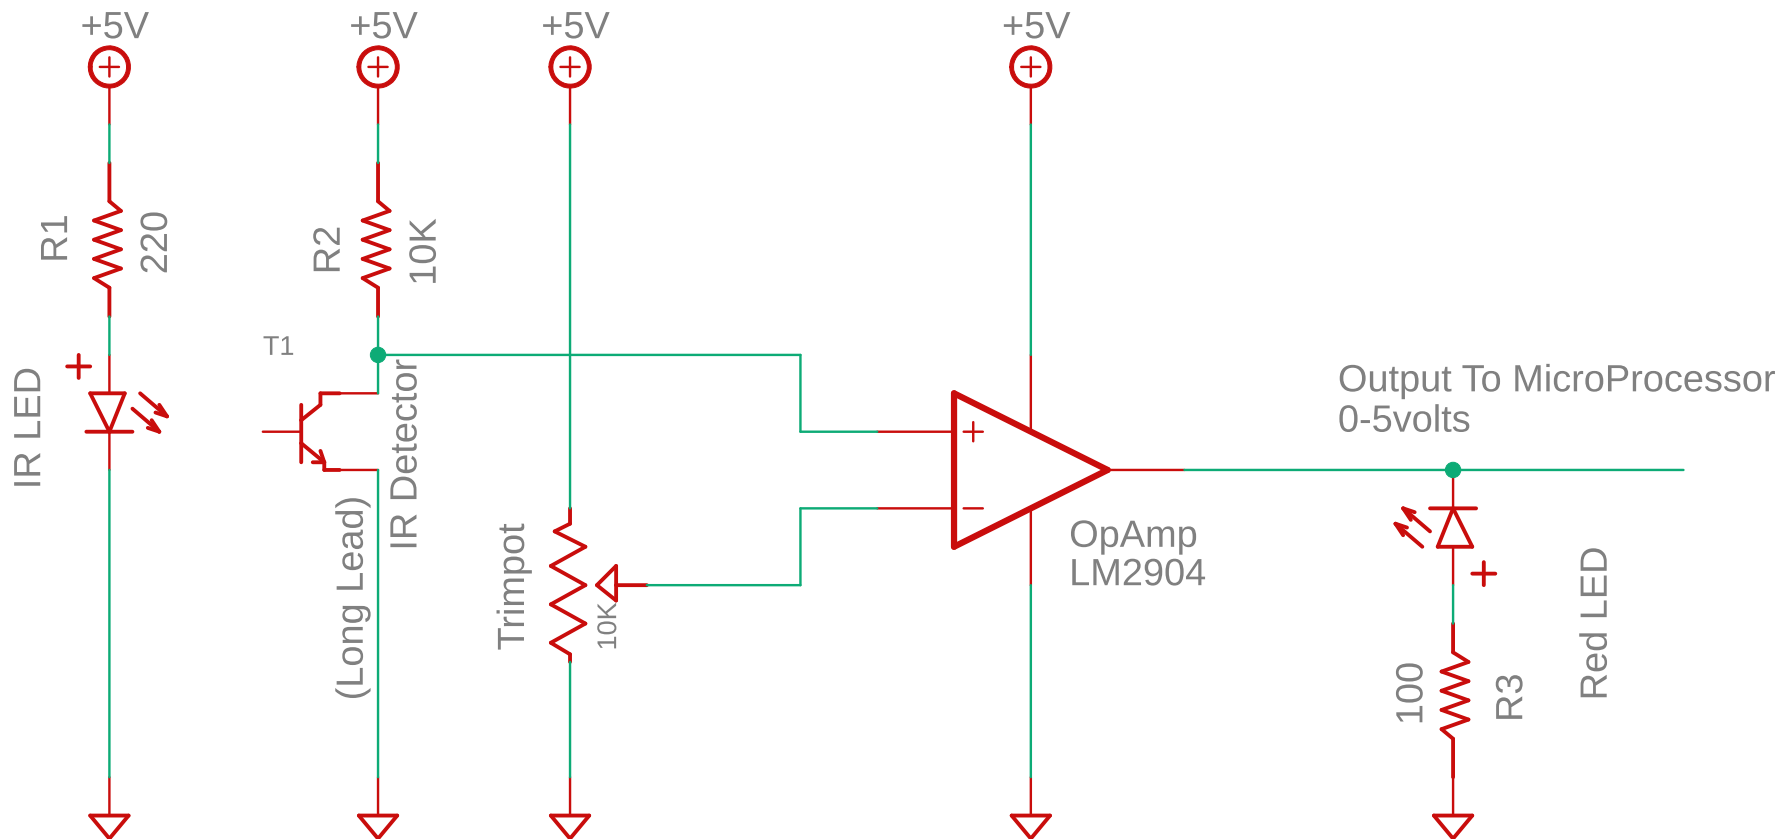 +5V
+5V
+5V
+5V
R1
220
R2
10K
T1
IR LED
+
IR Detector
(Long Lead)
Trimpot
10K
+
−
OpAmp
LM2904
Output To MicroProcessor
0-5volts
+
Red LED
100
R3